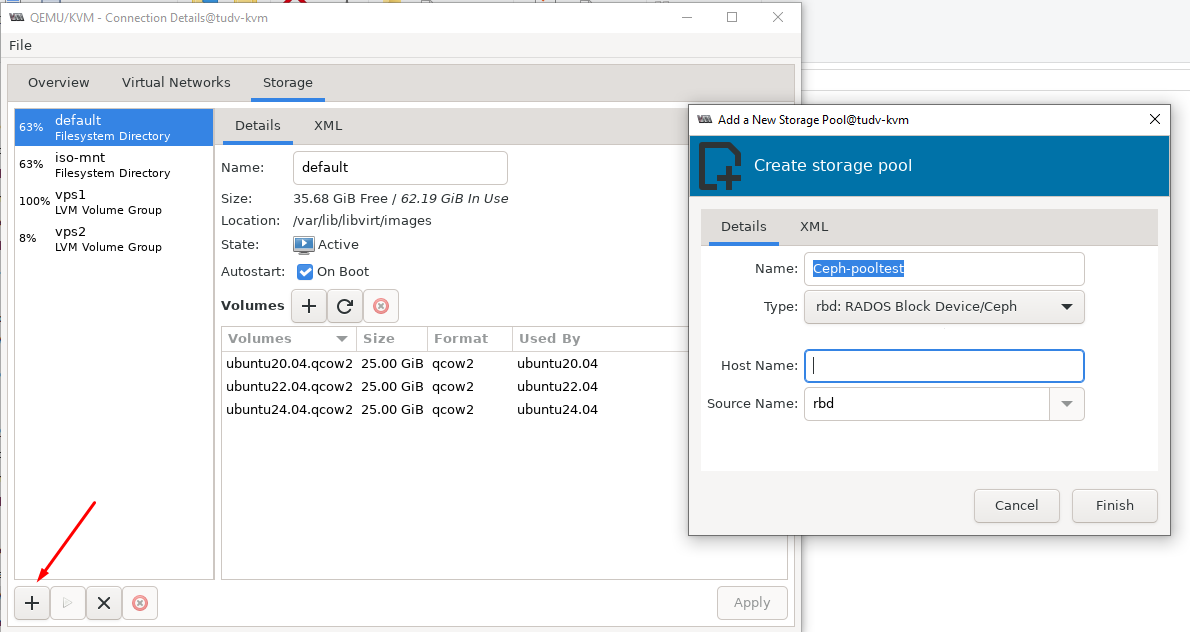 QEMU/KVM - Connection Details@tudv-kvm
File
Overview Virtual Networks Storage
63% default
Filesystem Directory
63% iso-mnt
Filesystem Directory
100% vps1
LVM Volume Group
8% vps2
LVM Volume Group
Details XML
Name: default
Size: 35.68 GiB Free / 62.19 GiB In Use
Location: /var/lib/libvirt/images
State: Active
Autostart: On Boot
Volumes
Volumes Size Format Used By
ubuntu20.04.qcow2 25.00 GiB qcow2 ubuntu20.04
ubuntu22.04.qcow2 25.00 GiB qcow2 ubuntu22.04
ubuntu24.04.qcow2 25.00 GiB qcow2 ubuntu24.04
Apply
Add a New Storage Pool@tudv-kvm
Create storage pool
Details XML
Name: Ceph-pooltest
Type: rbd: RADOS Block Device/Ceph
Host Name:
Source Name: rbd
Cancel Finish